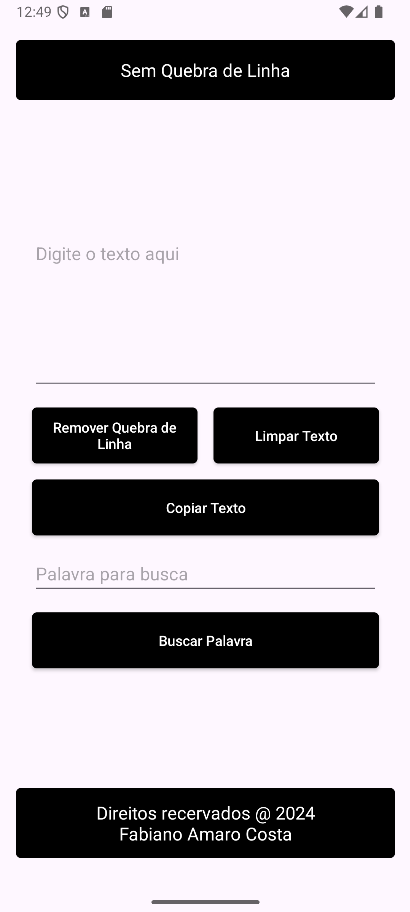 12:49
Sem Quebra de Linha
Digite o texto aqui
Remover Quebra de
Linha
Limpar Texto
Copiar Texto
Palavra para busca
Buscar Palavra
Direitos recervados @ 2024
Fabiano Amaro Costa